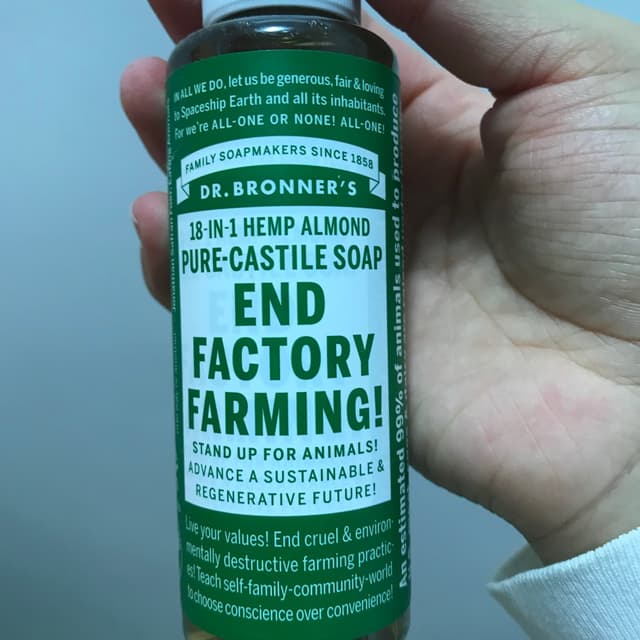 IN ALL WE DO, let us be generous, fair & loving
to Spaceship Earth and all its inhabitants.
For we're ALL-ONE OR NONE! ALL-ONE!
FAMILY SOAPMAKERS SINCE 1858
DR. BRONNER'S
18-IN-1 HEMP ALMOND
PURE-CASTILE SOAP
END
FACTORY
FARMING!
STAND UP FOR ANIMALS!
ADVANCE A SUSTAINABLE &
REGENERATIVE FUTURE!
Live your values! End cruel & environ-
mentally destructive farming practic-
es! Teach self-family-community-world
to choose conscience over convenience!
An estimated 99% of animals used to produce